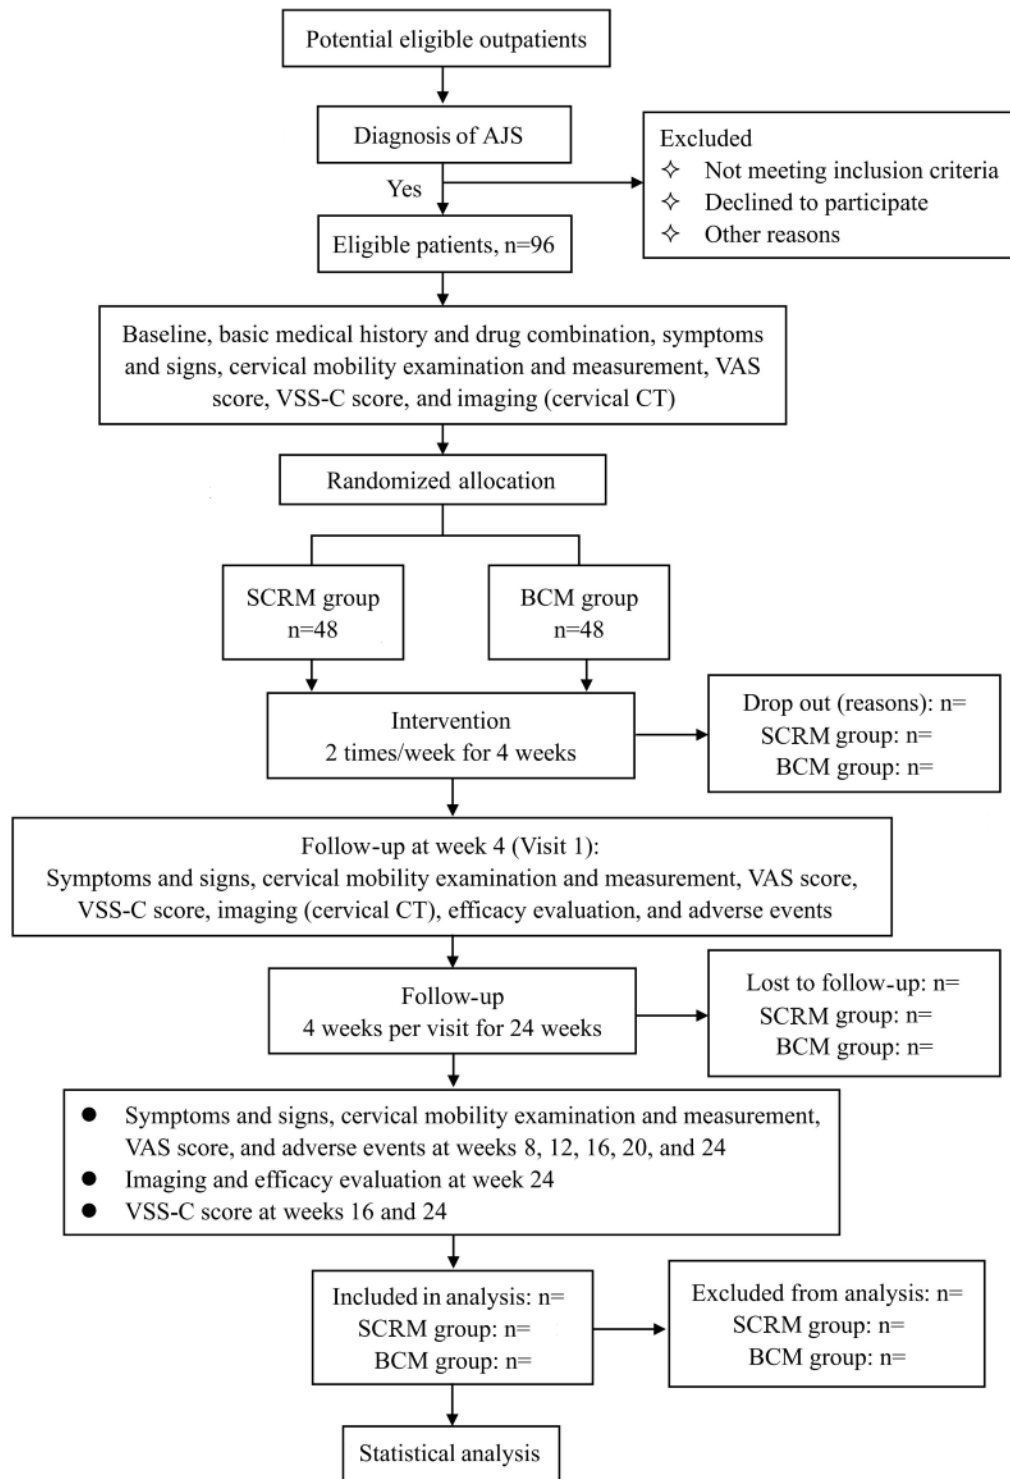 Potential eligible outpatients
Diagnosis of AJS
Excluded
✧ Not meeting inclusion criteria
✧ Declined to participate
✧ Other reasons
Yes
Eligible patients, n=96
Baseline, basic medical history and drug combination, symptoms
and signs, cervical mobility examination and measurement, VAS
score, VSS-C score, and imaging (cervical CT)
Randomized allocation
SCRM group
n=48
BCM group
n=48
Intervention
2 times/week for 4 weeks
Drop out (reasons): n=
SCRM group: n=
BCM group: n=
Follow-up at week 4 (Visit 1):
Symptoms and signs, cervical mobility examination and measurement, VAS score,
VSS-C score, imaging (cervical CT), efficacy evaluation, and adverse events
Follow-up
4 weeks per visit for 24 weeks
Lost to follow-up: n=
SCRM group: n=
BCM group: n=
● Symptoms and signs, cervical mobility examination and measurement,
VAS score, and adverse events at weeks 8, 12, 16, 20, and 24
● Imaging and efficacy evaluation at week 24
● VSS-C score at weeks 16 and 24
Included in analysis: n=
SCRM group: n=
BCM group: n=
Excluded from analysis: n=
SCRM group: n=
BCM group: n=
Statistical analysis